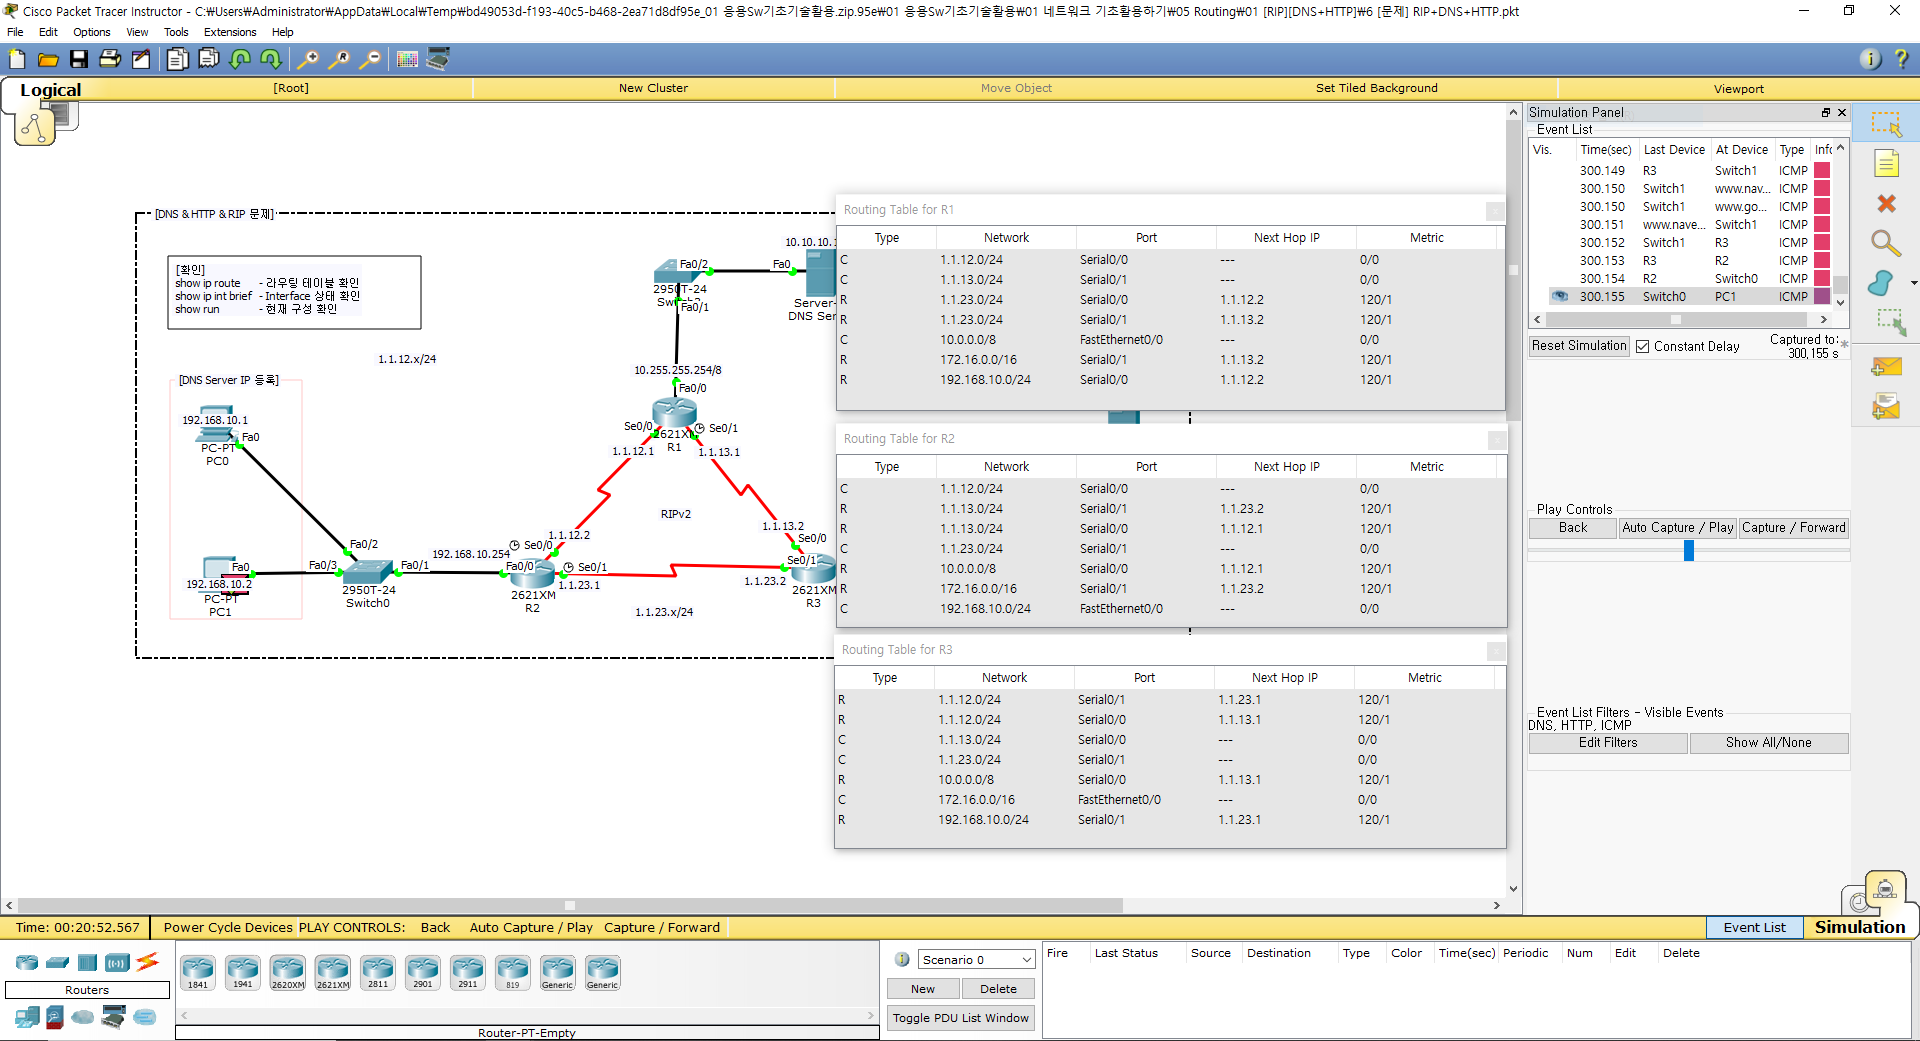 Cisco Packet Tracer Instructor - C:₩Users₩Administrator₩AppData₩Local₩Temp₩bd49053d-f193-40c5-b468-2ea71d8df95e_01 응용Sw기초기술활용.zip.95e₩01 응용Sw기초기술활용₩01 네트워크 기초활용하기₩05 Routing₩01 [RIP][DNS+HTTP]₩6 [문제] RIP+DNS+HTTP.pkt
File Edit Options View Tools Extensions Help
Logical [Root] New Cluster Move Object Set Tiled Background Viewport
[DNS & HTTP & RIP 문제]
[확인]
show ip route - 라우팅 테이블 확인
show ip int brief - Interface 상태 확인
show run - 현재 구성 확인
1.1.12.x/24
[DNS Server IP 등록]
192.168.10.1
Fa0
PC-PT
PC0
Fa0
192.168.10.2
PC-PT
PC1
Fa0/2
Fa0/3
Fa0/1
2950T-24
Switch0
192.168.10.254
Fa0/0
Se0/0
1.1.12.2
Se0/1
1.1.23.1
2621XM
R2
10.10.10.
Fa0/2
Fa0
2950T-24
Fa0/1
Server-
DNS Ser
10.255.255.254/8
Fa0/0
Se0/0
Se0/1
2621XM
R1
1.1.12.1
1.1.13.1
RIPv2
1.1.13.2
Se0/0
Se0/1
1.1.23.2
2621XM
R3
1.1.23.x/24
Routing Table for R1
Type Network Port Next Hop IP Metric
C 1.1.12.0/24 Serial0/0 --- 0/0
C 1.1.13.0/24 Serial0/1 --- 0/0
R 1.1.23.0/24 Serial0/0 1.1.12.2 120/1
R 1.1.23.0/24 Serial0/1 1.1.13.2 120/1
C 10.0.0.0/8 FastEthernet0/0 --- 0/0
R 172.16.0.0/16 Serial0/1 1.1.13.2 120/1
R 192.168.10.0/24 Serial0/0 1.1.12.2 120/1
Routing Table for R2
Type Network Port Next Hop IP Metric
C 1.1.12.0/24 Serial0/0 --- 0/0
R 1.1.13.0/24 Serial0/1 1.1.23.2 120/1
R 1.1.13.0/24 Serial0/0 1.1.12.1 120/1
C 1.1.23.0/24 Serial0/1 --- 0/0
R 10.0.0.0/8 Serial0/0 1.1.12.1 120/1
R 172.16.0.0/16 Serial0/1 1.1.23.2 120/1
C 192.168.10.0/24 FastEthernet0/0 --- 0/0
Routing Table for R3
Type Network Port Next Hop IP Metric
R 1.1.12.0/24 Serial0/1 1.1.23.1 120/1
R 1.1.12.0/24 Serial0/0 1.1.13.1 120/1
C 1.1.13.0/24 Serial0/0 --- 0/0
C 1.1.23.0/24 Serial0/1 --- 0/0
R 10.0.0.0/8 Serial0/0 1.1.13.1 120/1
C 172.16.0.0/16 FastEthernet0/0 --- 0/0
R 192.168.10.0/24 Serial0/1 1.1.23.1 120/1
Simulation Panel
Event List
Vis. Time(sec) Last Device At Device Type Info
300.149 R3 Switch1 ICMP
300.150 Switch1 www.nav... ICMP
300.150 Switch1 www.go... ICMP
300.151 www.nave... Switch1 ICMP
300.152 Switch1 R3 ICMP
300.153 R3 R2 ICMP
300.154 R2 Switch0 ICMP
300.155 Switch0 PC1 ICMP
Reset Simulation Constant Delay Captured to: *
300,155 s
Play Controls
Back Auto Capture / Play Capture / Forward
Event List Filters - Visible Events
DNS, HTTP, ICMP
Edit Filters Show All/None
Time: 00:20:52.567 Power Cycle Devices PLAY CONTROLS: Back Auto Capture / Play Capture / Forward Event List Simulation
Routers
1841 1941 2620XM 2621XM 2811 2901 2911 819 Generic Generic
Router-PT-Empty
Scenario 0
New Delete
Toggle PDU List Window
Fire Last Status Source Destination Type Color Time(sec) Periodic Num Edit Delete